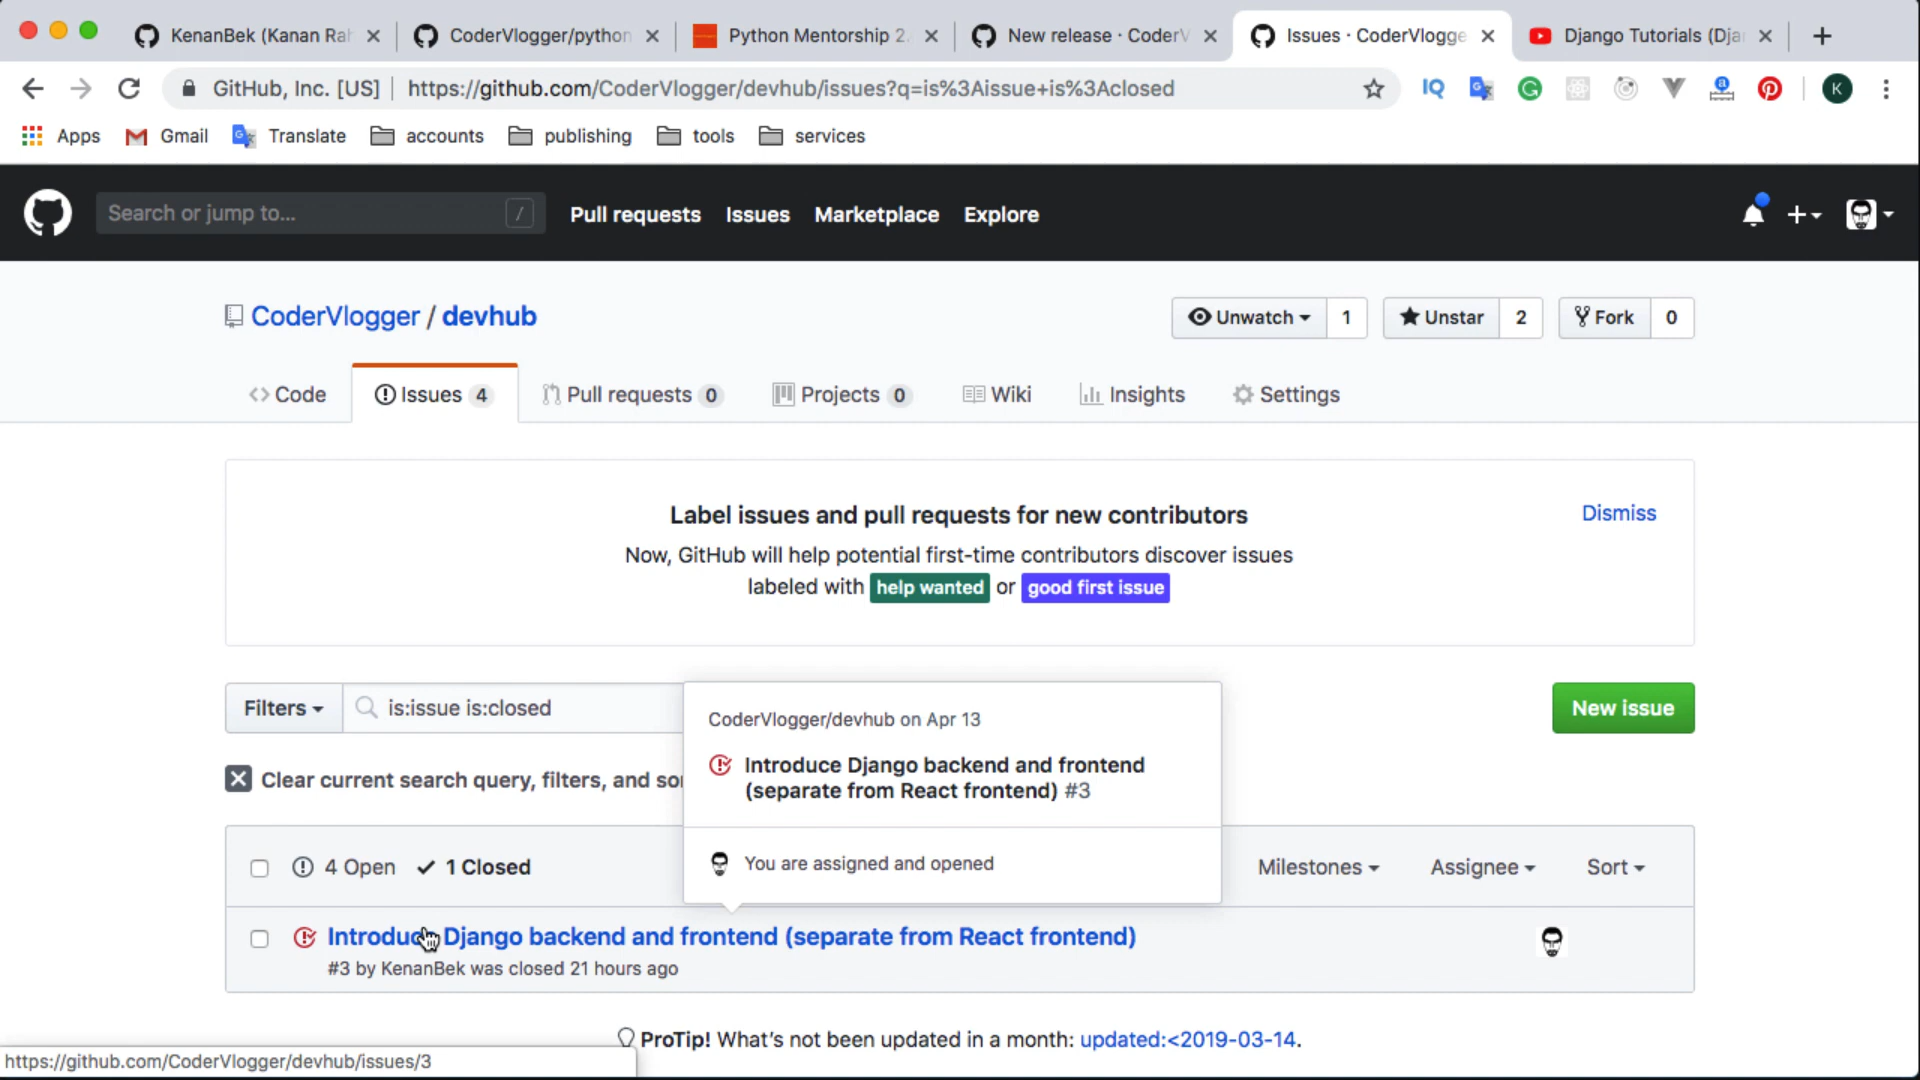 KenanBek (Kanan Rah
CoderVlogger/python
Python Mentorship 2.
New release · CoderV
Issues · CoderVlogge
Django Tutorials (Dja
GitHub, Inc. [US]
https://github.com/CoderVlogger/devhub/issues?q=is%3Aissue+is%3Aclosed
IQ
K
Apps
Gmail
Translate
accounts
publishing
tools
services
Search or jump to...
/
Pull requests
Issues
Marketplace
Explore
CoderVlogger / devhub
Unwatch 1
Unstar 2
Fork 0
Code
Issues 4
Pull requests 0
Projects 0
Wiki
Insights
Settings
Label issues and pull requests for new contributors
Dismiss
Now, GitHub will help potential first-time contributors discover issues
labeled with help wanted or good first issue
Filters
is:issue is:closed
New issue
CoderVlogger/devhub on Apr 13
Introduce Django backend and frontend
(separate from React frontend) #3
You are assigned and opened
Clear current search query, filters, and so
4 Open
1 Closed
Milestones
Assignee
Sort
Introduce Django backend and frontend (separate from React frontend)
#3 by KenanBek was closed 21 hours ago
ProTip! What's not been updated in a month: updated:<2019-03-14.
https://github.com/CoderVlogger/devhub/issues/3